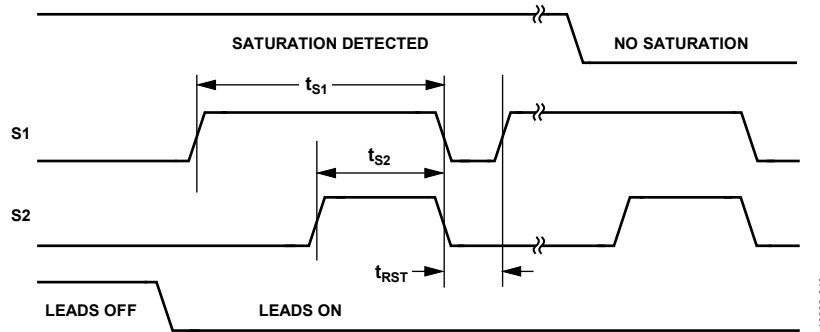 SATURATION DETECTED
NO SATURATION
tS1
S1
tS2
S2
tRST
LEADS OFF
LEADS ON